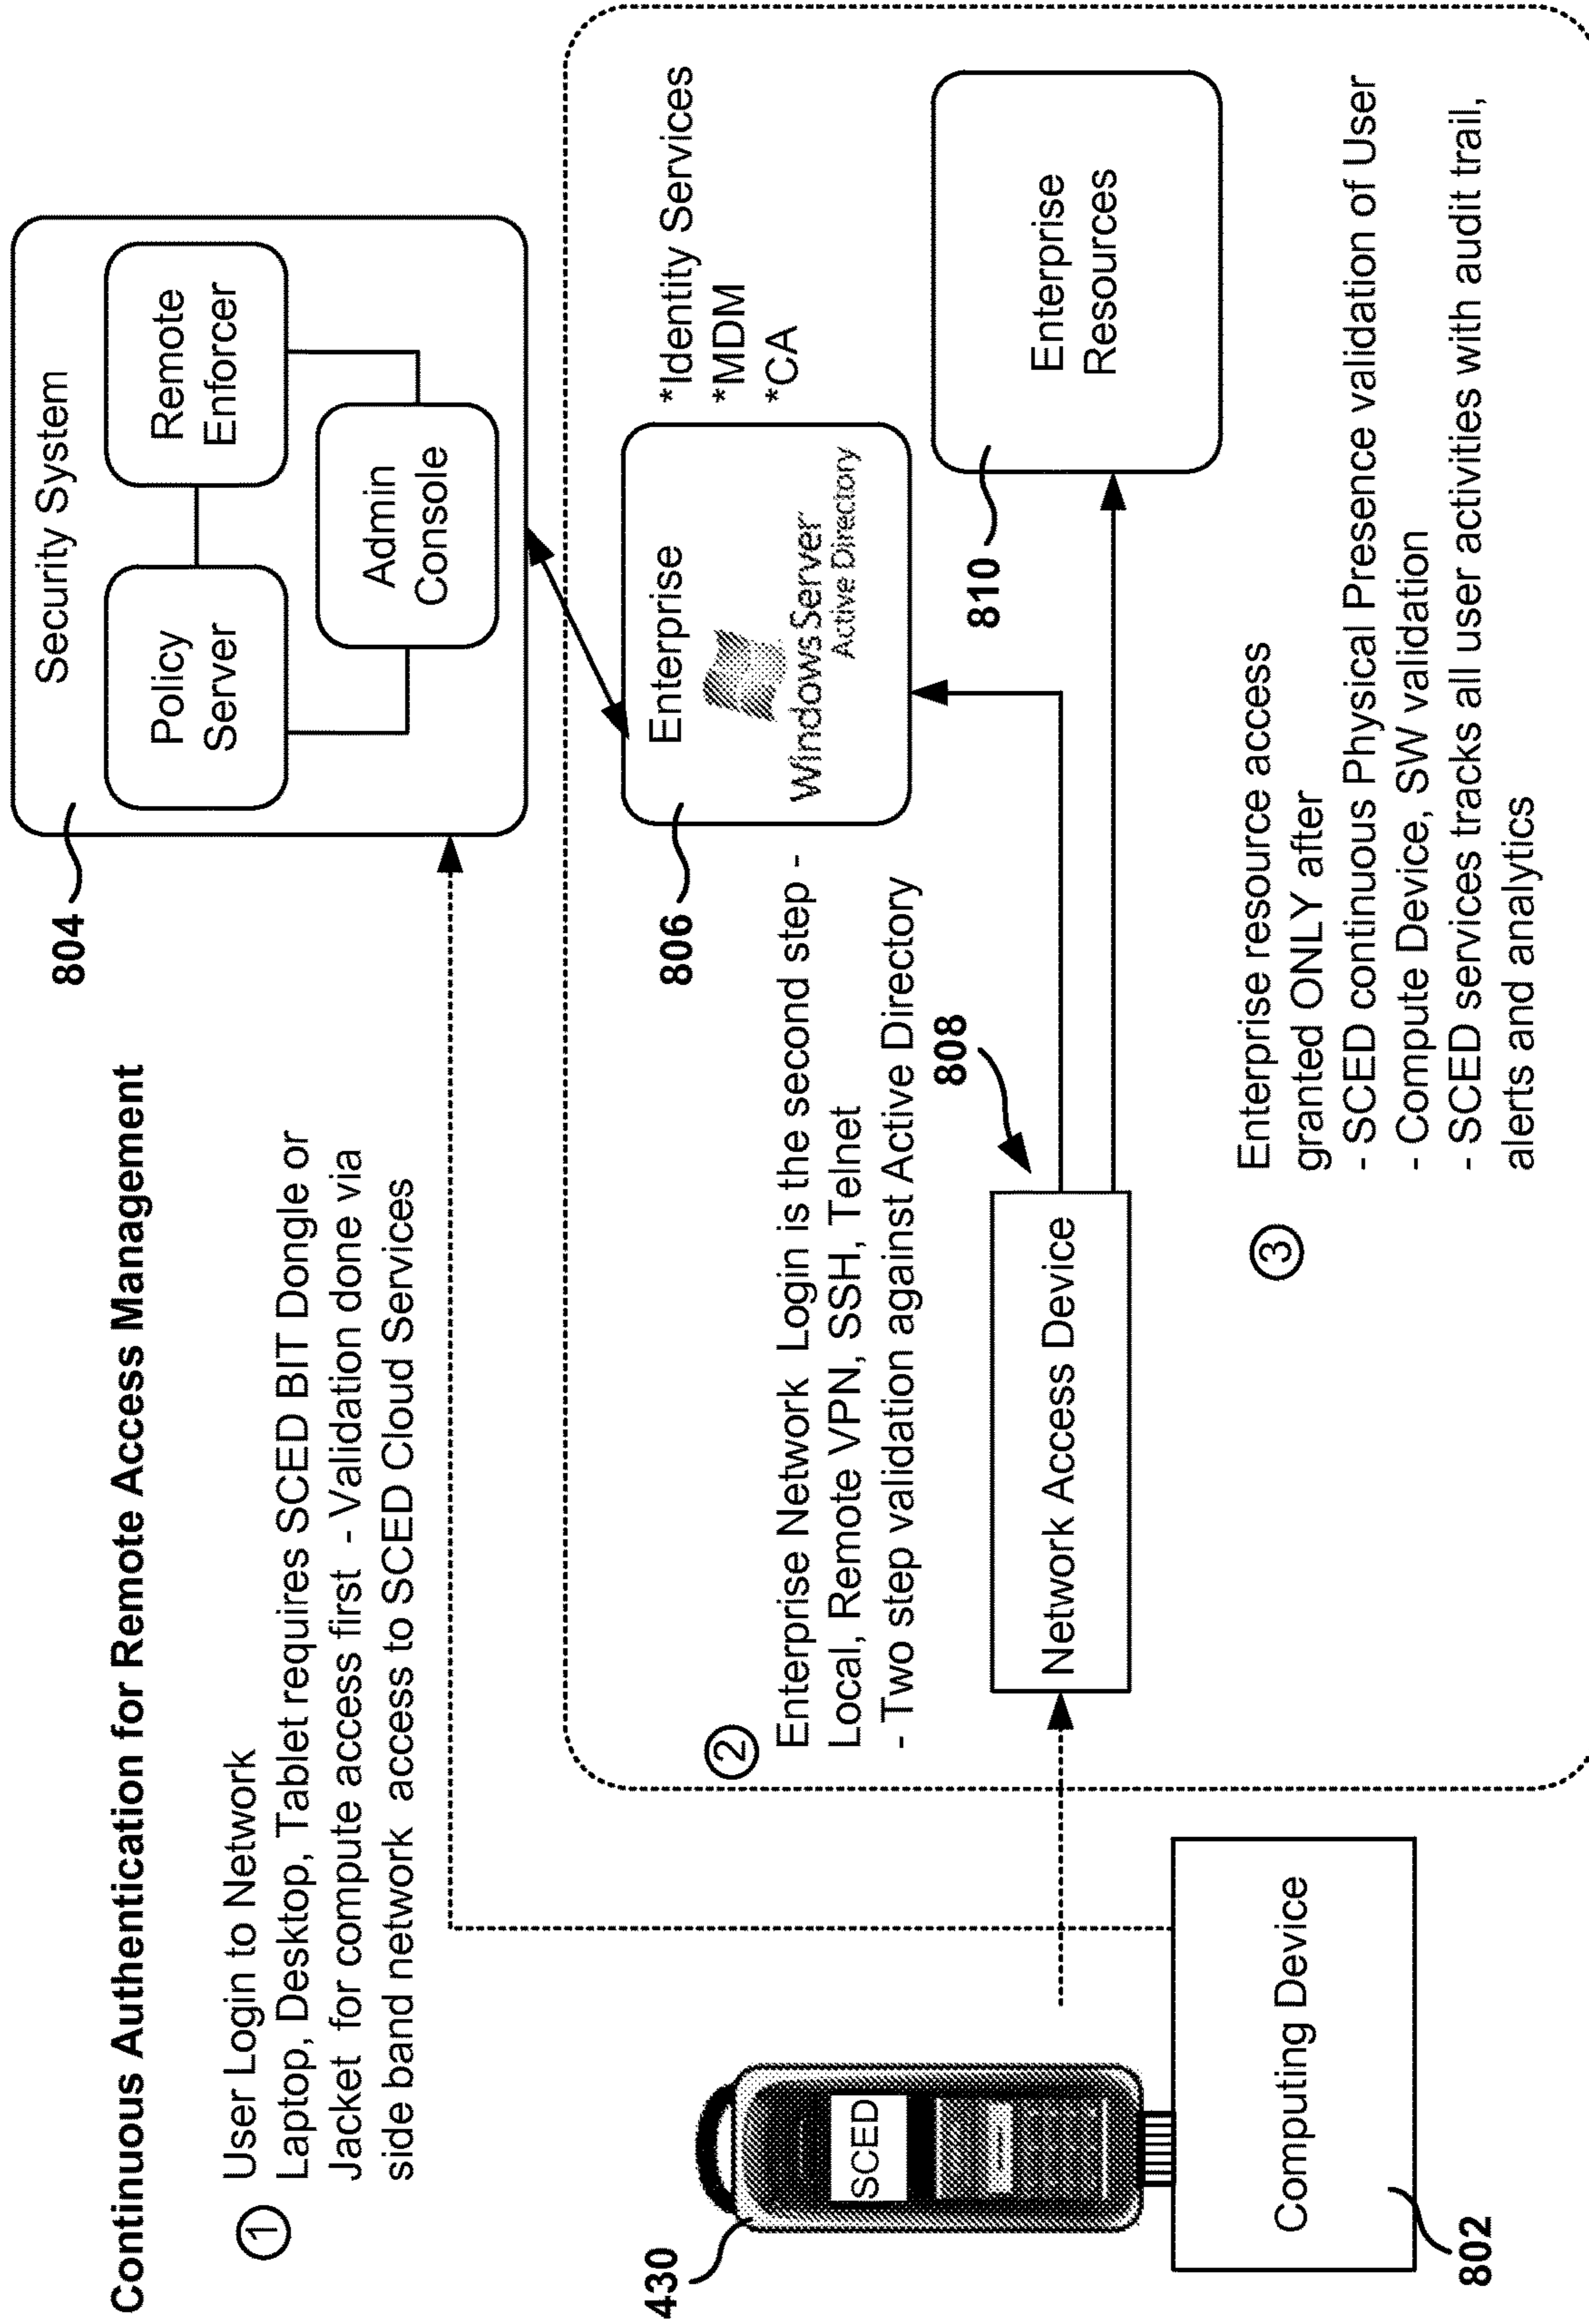 Continuous Authentication for Remote Access Management
1
User Login to Network
Laptop, Desktop, Tablet requires SCED BIT Dongle or
Jacket for compute access first - Validation done via
side band network access to SCED Cloud Services
804
Security System
Policy
Server
Remote
Enforcer
Admin
Console
2
Enterprise Network Login is the second step -
Local, Remote VPN, SSH, Telnet
- Two step validation against Active Directory
806
Enterprise
Windows Server
Active Directory
*Identity Services
*MDM
*CA
430
SCED
Computing Device
802
808
Network Access Device
810
Enterprise
Resources
3
Enterprise resource access
granted ONLY after
- SCED continuous Physical Presence validation of User
- Compute Device, SW validation
- SCED services tracks all user activities with audit trail,
alerts and analytics